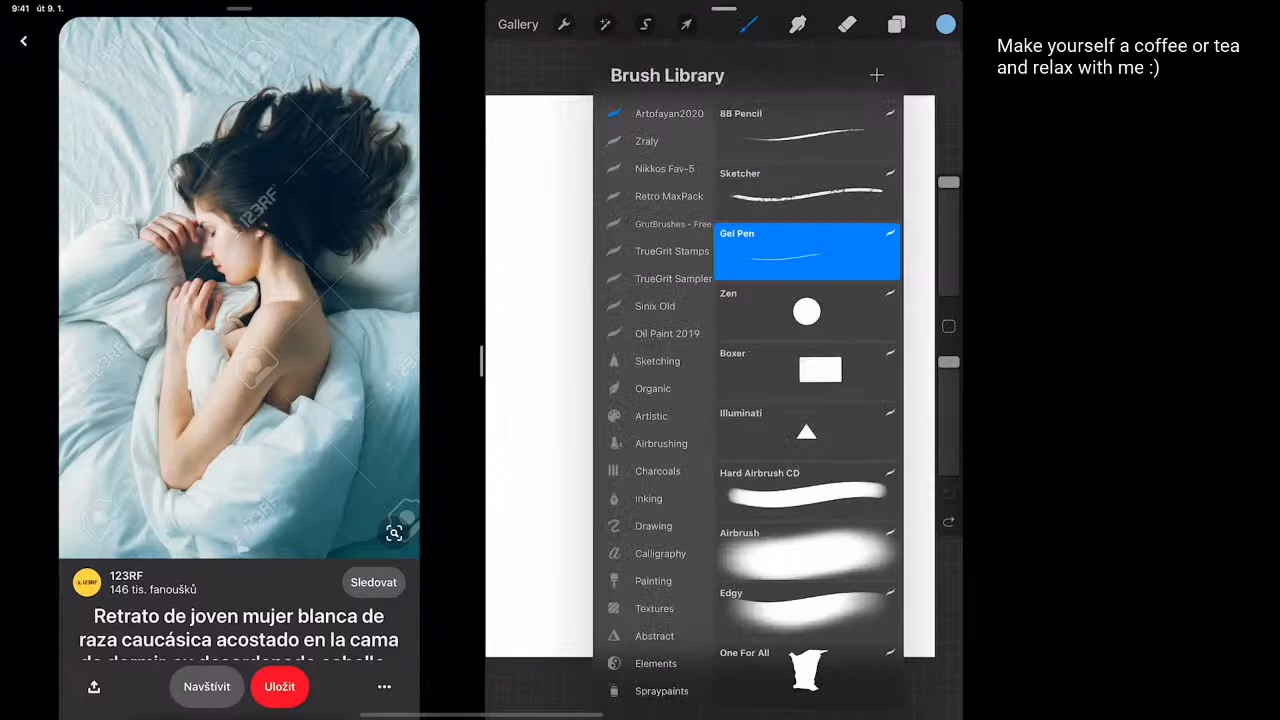 9:41 út 9. 1.
123RF
123RF
146 tis. fanoušků
Sledovat
Retrato de joven mujer blanca de
raza caucásica acostado en la cama
Navštívit
Uložit
Gallery
Brush Library
Artofayan2020
Zraly
Nikkos Fav-5
Retro MaxPack
GrutBrushes - Free
TrueGrit Stamps
TrueGrit Sampler
Sinix Old
Oil Paint 2019
Sketching
Organic
Artistic
Airbrushing
Charcoals
Inking
Drawing
Calligraphy
Painting
Textures
Abstract
Elements
Spraypaints
8B Pencil
Sketcher
Gel Pen
Zen
Boxer
Illuminati
Hard Airbrush CD
Airbrush
Edgy
One For All
Make yourself a coffee or tea
and relax with me :)